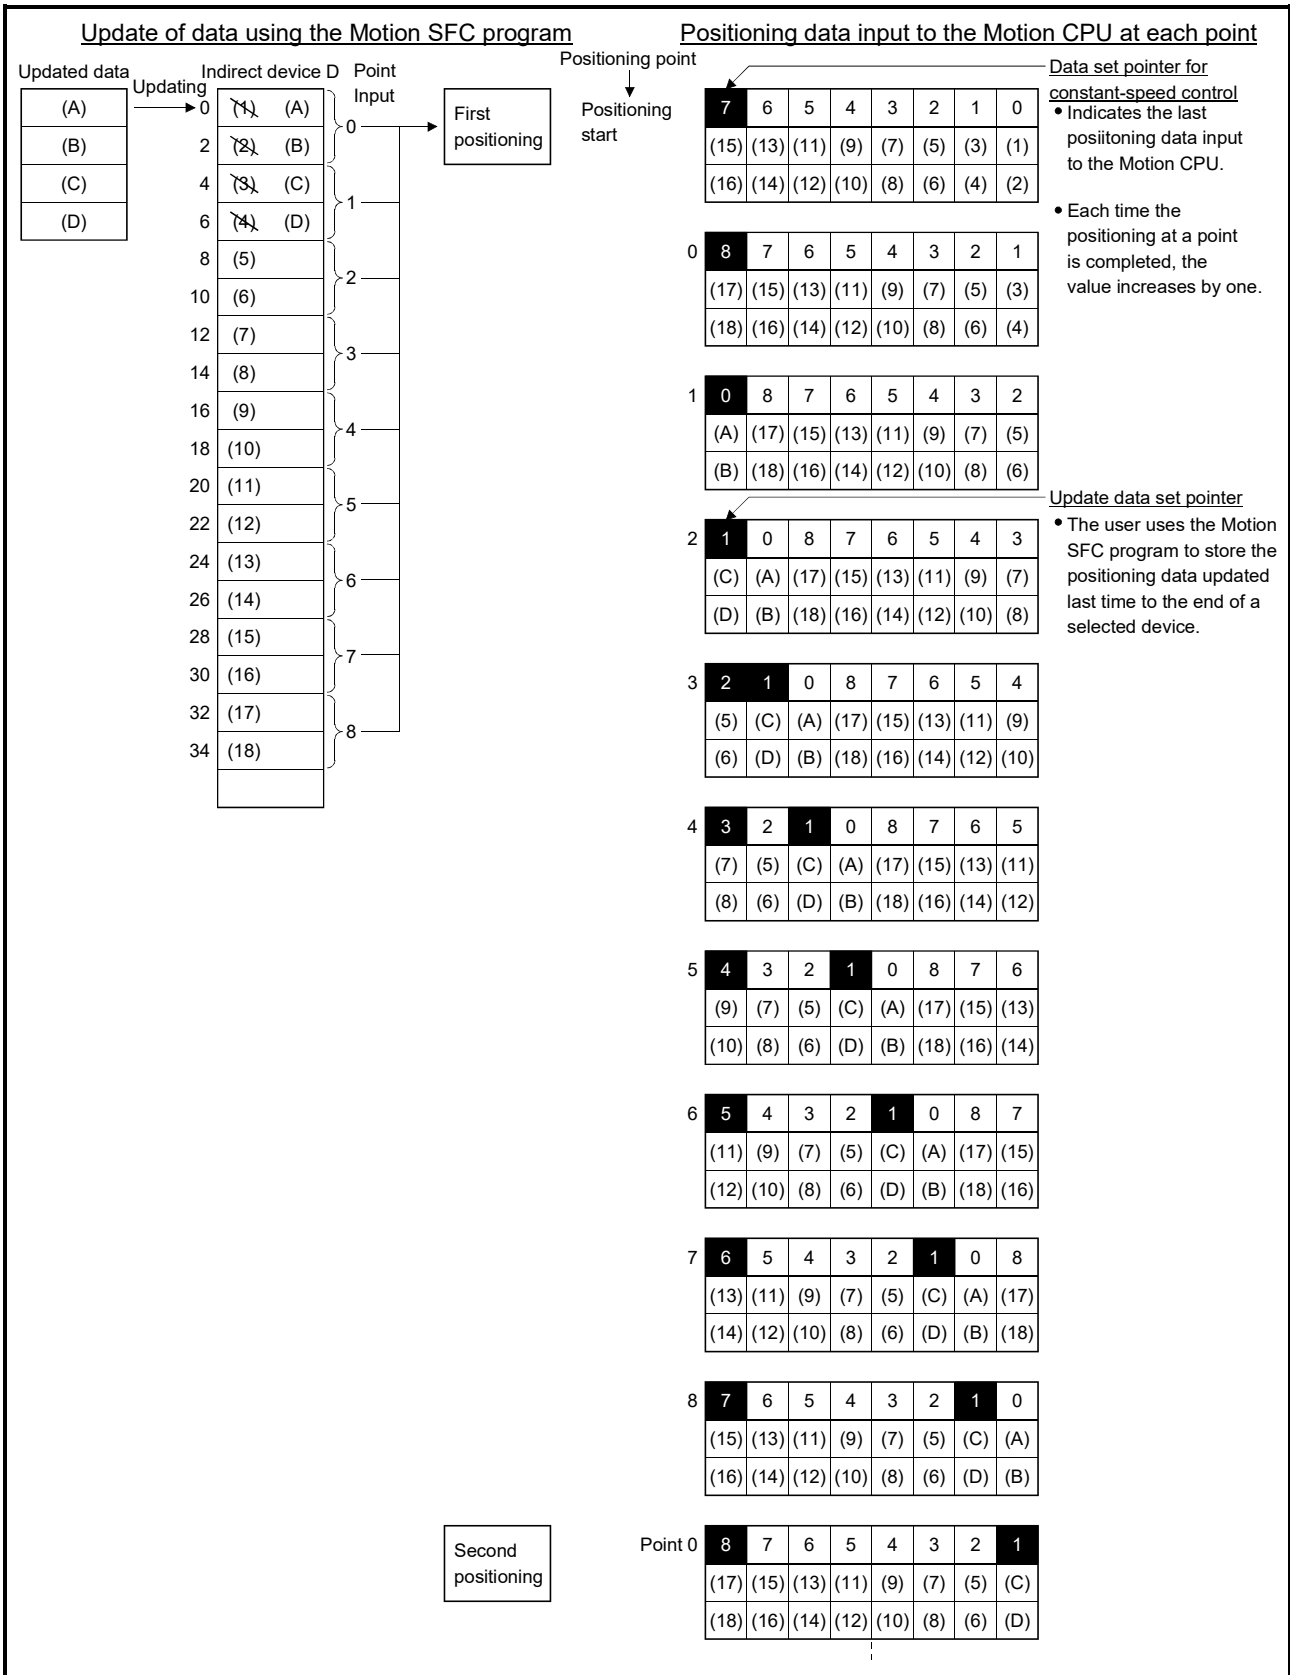 Update of data using the Motion SFC program
Updated data
Updating
Indirect device D
Point
Input
(A)
(B)
(C)
(D)
0 (1) (A)
2 (2) (B)
4 (3) (C)
6 (4) (D)
8 (5)
10 (6)
12 (7)
14 (8)
16 (9)
18 (10)
20 (11)
22 (12)
24 (13)
26 (14)
28 (15)
30 (16)
32 (17)
34 (18)
0
1
2
3
4
5
6
7
8
First
positioning
Second
positioning
Positioning data input to the Motion CPU at each point
Positioning point
Positioning
start
7 6 5 4 3 2 1 0
(15) (13) (11) (9) (7) (5) (3) (1)
(16) (14) (12) (10) (8) (6) (4) (2)
Data set pointer for
constant-speed control
• Indicates the last
posiitoning data input
to the Motion CPU.
• Each time the
positioning at a point
is completed, the
value increases by one.
0 8 7 6 5 4 3 2 1
(17) (15) (13) (11) (9) (7) (5) (3)
(18) (16) (14) (12) (10) (8) (6) (4)
1 0 8 7 6 5 4 3 2
(A) (17) (15) (13) (11) (9) (7) (5)
(B) (18) (16) (14) (12) (10) (8) (6)
Update data set pointer
• The user uses the Motion
SFC program to store the
positioning data updated
last time to the end of a
selected device.
2 1 0 8 7 6 5 4 3
(C) (A) (17) (15) (13) (11) (9) (7)
(D) (B) (18) (16) (14) (12) (10) (8)
3 2 1 0 8 7 6 5 4
(5) (C) (A) (17) (15) (13) (11) (9)
(6) (D) (B) (18) (16) (14) (12) (10)
4 3 2 1 0 8 7 6 5
(7) (5) (C) (A) (17) (15) (13) (11)
(8) (6) (D) (B) (18) (16) (14) (12)
5 4 3 2 1 0 8 7 6
(9) (7) (5) (C) (A) (17) (15) (13)
(10) (8) (6) (D) (B) (18) (16) (14)
6 5 4 3 2 1 0 8 7
(11) (9) (7) (5) (C) (A) (17) (15)
(12) (10) (8) (6) (D) (B) (18) (16)
7 6 5 4 3 2 1 0 8
(13) (11) (9) (7) (5) (C) (A) (17)
(14) (12) (10) (8) (6) (D) (B) (18)
8 7 6 5 4 3 2 1 0
(15) (13) (11) (9) (7) (5) (C) (A)
(16) (14) (12) (10) (8) (6) (D) (B)
Point 0 8 7 6 5 4 3 2 1
(17) (15) (13) (11) (9) (7) (5) (C)
(18) (16) (14) (12) (10) (8) (6) (D)